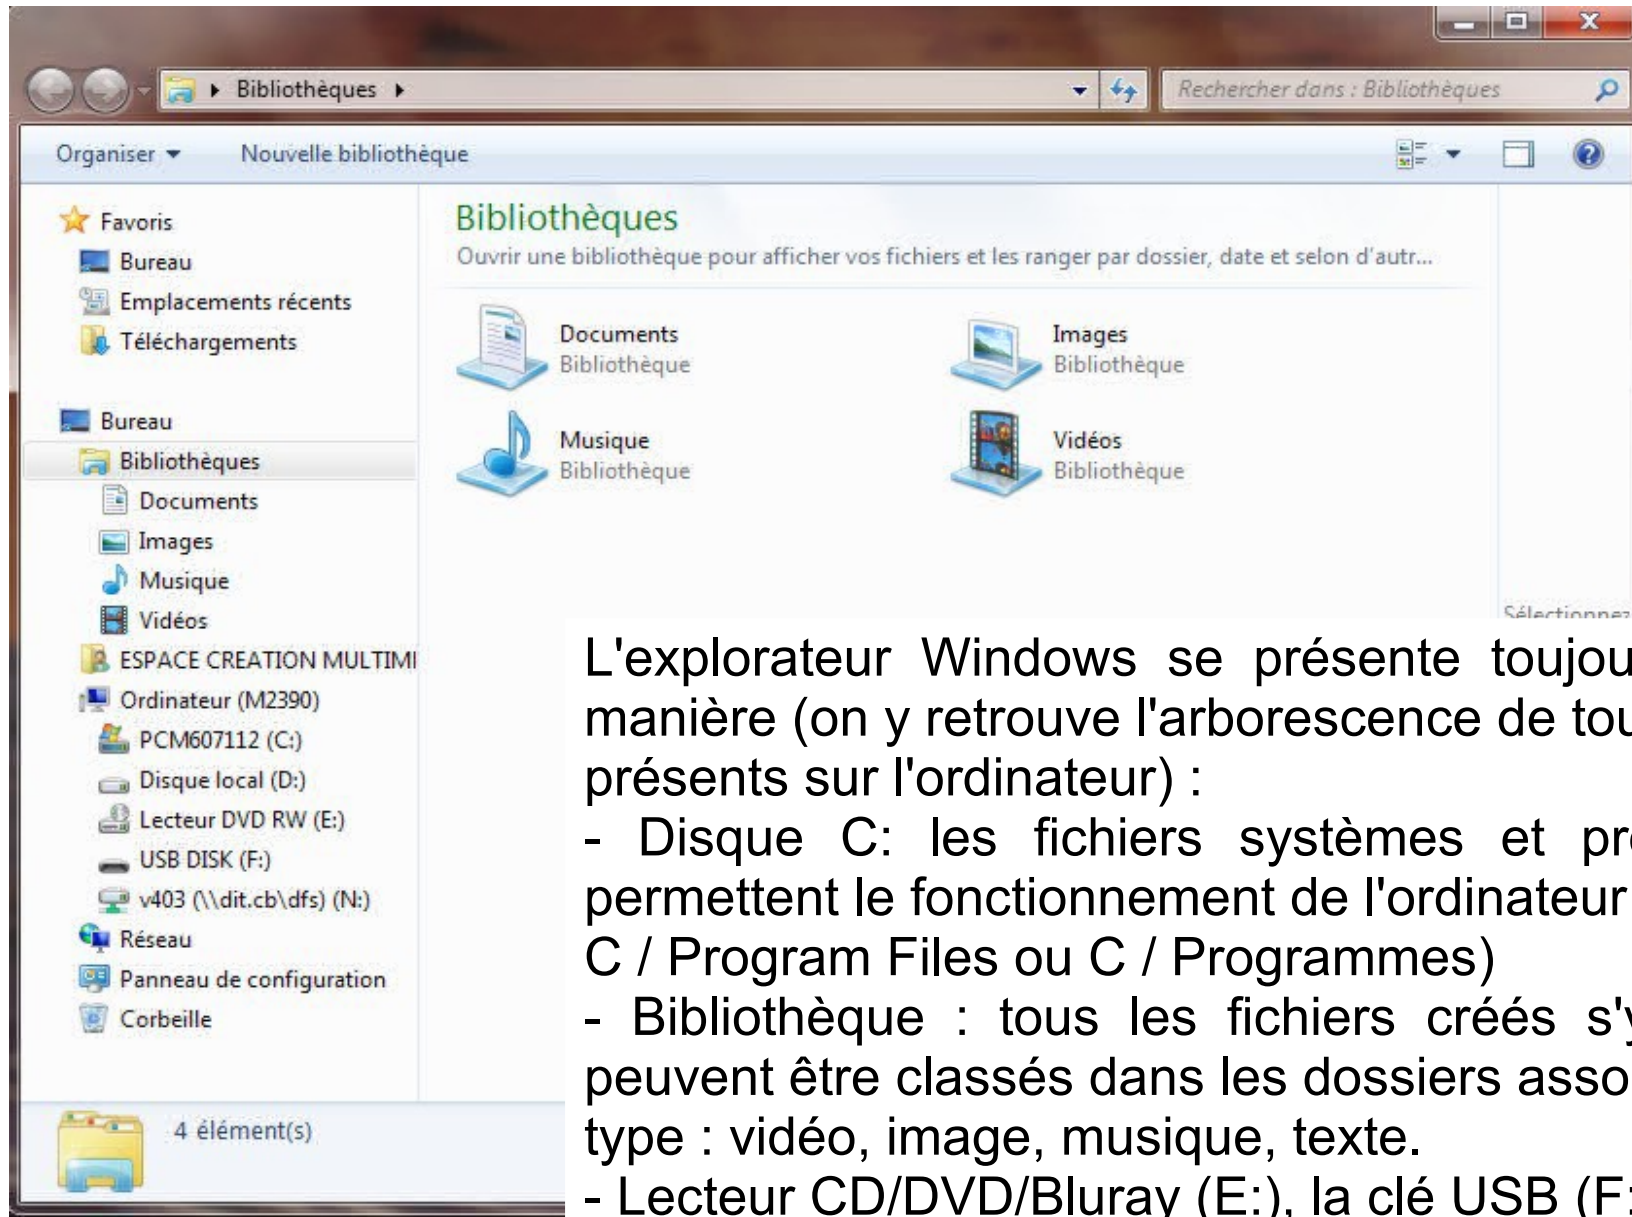 Bibliothèques
Rechercher dans : Bibliothèques
Organiser
Nouvelle bibliothèque
Favoris
Bureau
Emplacements récents
Téléchargements
Bureau
Bibliothèques
Documents
Images
Musique
Vidéos
ESPACE CREATION MULTIMI
Ordinateur (M2390)
PCM607112 (C:)
Disque local (D:)
Lecteur DVD RW (E:)
USB DISK (F:)
v403 (\\dit.cb\dfs) (N:)
Réseau
Panneau de configuration
Corbeille
Bibliothèques
Ouvrir une bibliothèque pour afficher vos fichiers et les ranger par dossier, date et selon d'autr...
Documents
Bibliothèque
Images
Bibliothèque
Musique
Bibliothèque
Vidéos
Bibliothèque
Sélectionnez
4 élément(s)
L'explorateur Windows se présente toujou
manière (on y retrouve l'arborescence de tou
présents sur l'ordinateur) :
- Disque C: les fichiers systèmes et pr
permettent le fonctionnement de l'ordinateur
C / Program Files ou C / Programmes)
- Bibliothèque : tous les fichiers créés s'y
peuvent être classés dans les dossiers asso
type : vidéo, image, musique, texte.
- Lecteur CD/DVD/Bluray (E:), la clé USB (F: